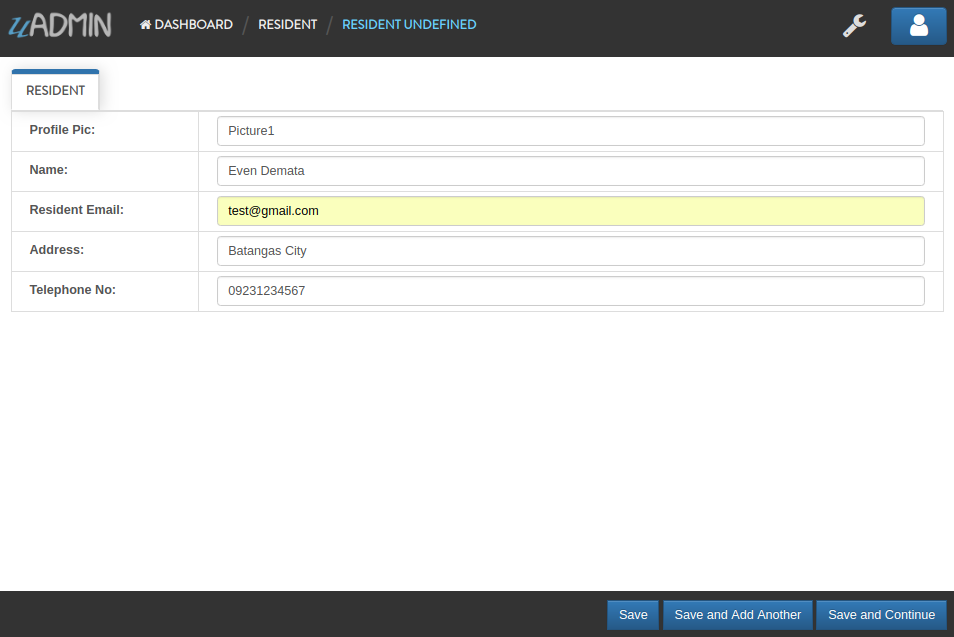 uADMIN DASHBOARD / RESIDENT / RESIDENT UNDEFINED
RESIDENT
Profile Pic: Picture1
Name: Even Demata
Resident Email: test@gmail.com
Address: Batangas City
Telephone No: 09231234567
Save Save and Add Another Save and Continue